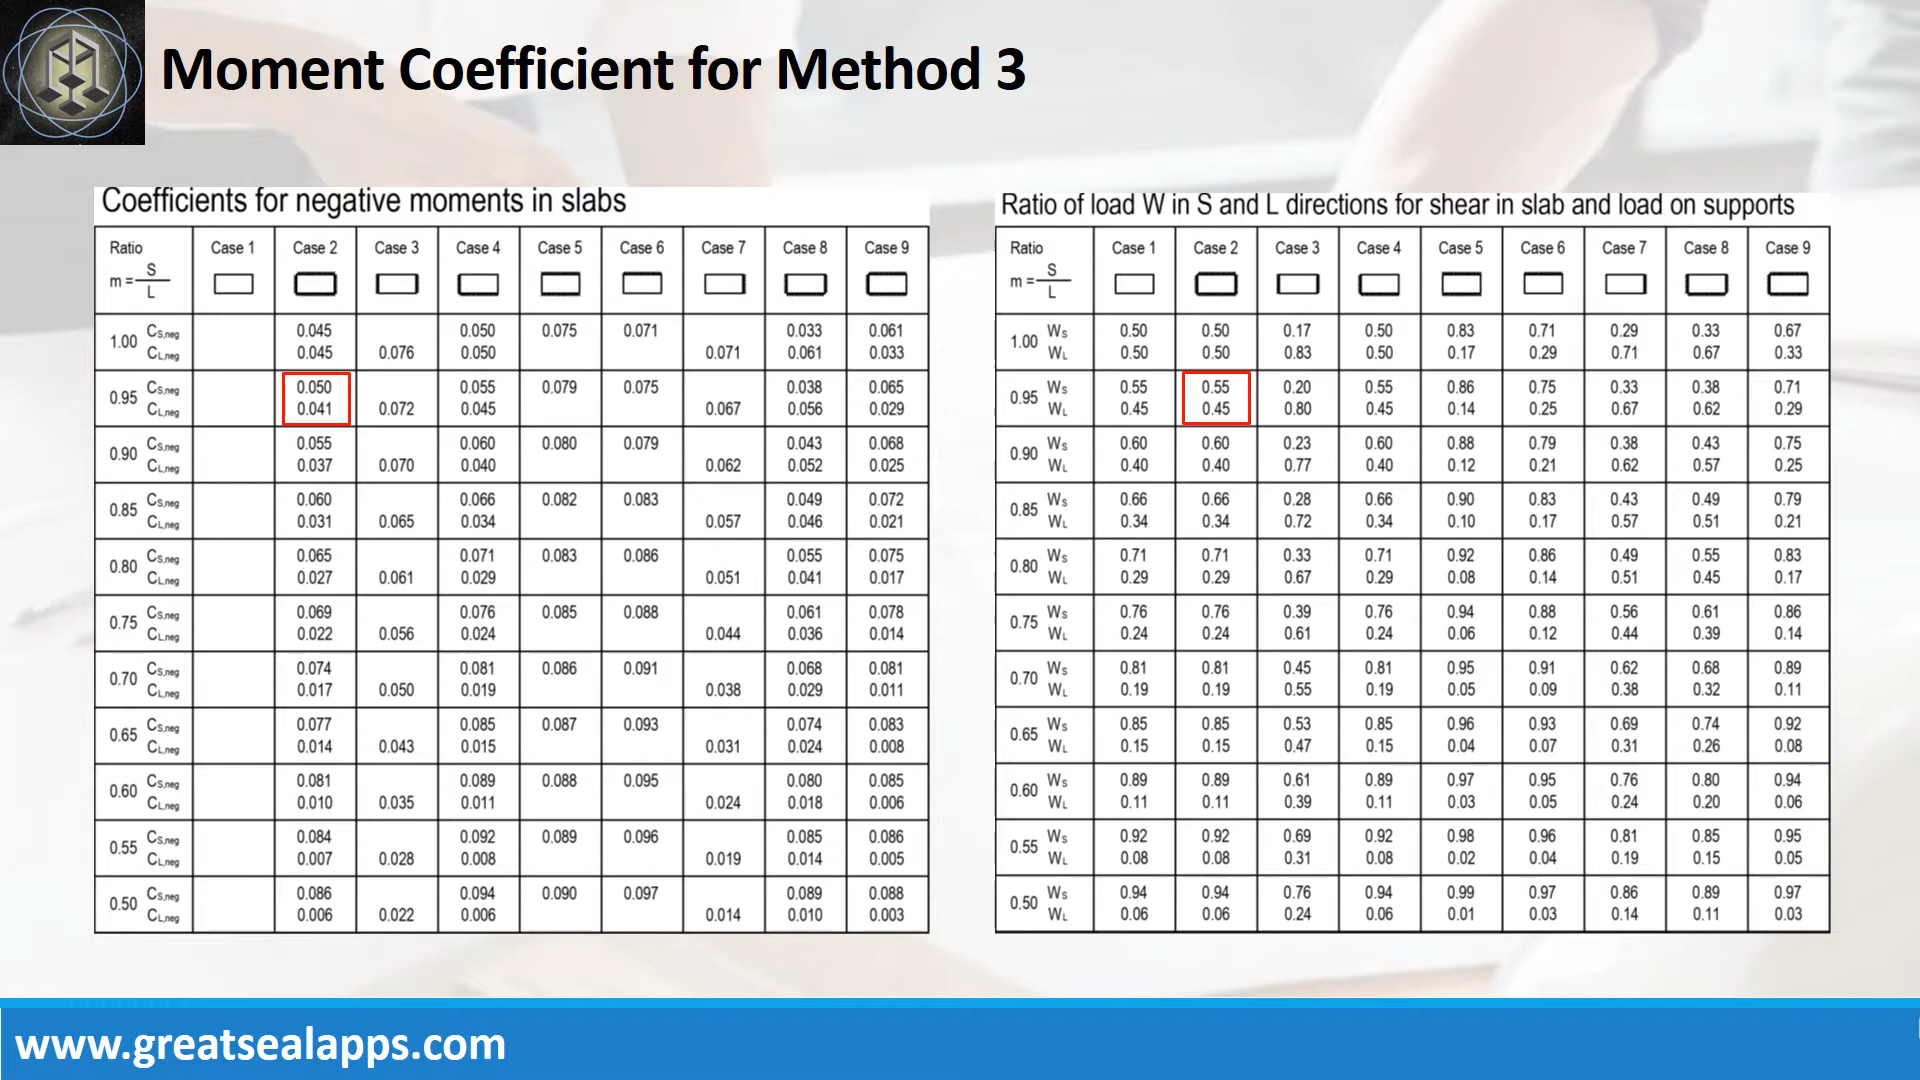 Moment Coefficient for Method 3
Coefficients for negative moments in slabs
Ratio m = S/L Case 1 Case 2 Case 3 Case 4 Case 5 Case 6 Case 7 Case 8 Case 9
1.00 CS,neg 0.045 0.050 0.075 0.071 0.033 0.061
CL,neg 0.045 0.076 0.050 0.071 0.061 0.033
0.95 CS,neg 0.050 0.055 0.079 0.075 0.038 0.065
CL,neg 0.041 0.072 0.045 0.067 0.056 0.029
0.90 CS,neg 0.055 0.060 0.080 0.079 0.043 0.068
CL,neg 0.037 0.070 0.040 0.062 0.052 0.025
0.85 CS,neg 0.060 0.066 0.082 0.083 0.049 0.072
CL,neg 0.031 0.065 0.034 0.057 0.046 0.021
0.80 CS,neg 0.065 0.071 0.083 0.086 0.055 0.075
CL,neg 0.027 0.061 0.029 0.051 0.041 0.017
0.75 CS,neg 0.069 0.076 0.085 0.088 0.061 0.078
CL,neg 0.022 0.056 0.024 0.044 0.036 0.014
0.70 CS,neg 0.074 0.081 0.086 0.091 0.068 0.081
CL,neg 0.017 0.050 0.019 0.038 0.029 0.011
0.65 CS,neg 0.077 0.085 0.087 0.093 0.074 0.083
CL,neg 0.014 0.043 0.015 0.031 0.024 0.008
0.60 CS,neg 0.081 0.089 0.088 0.095 0.080 0.085
CL,neg 0.010 0.035 0.011 0.024 0.018 0.006
0.55 CS,neg 0.084 0.092 0.089 0.096 0.085 0.086
CL,neg 0.007 0.028 0.008 0.019 0.014 0.005
0.50 CS,neg 0.086 0.094 0.090 0.097 0.089 0.088
CL,neg 0.006 0.022 0.006 0.014 0.010 0.003
Ratio of load W in S and L directions for shear in slab and load on supports
Ratio m = S/L Case 1 Case 2 Case 3 Case 4 Case 5 Case 6 Case 7 Case 8 Case 9
1.00 WS 0.50 0.50 0.17 0.50 0.83 0.71 0.29 0.33 0.67
WL 0.50 0.50 0.83 0.50 0.17 0.29 0.71 0.67 0.33
0.95 WS 0.55 0.55 0.20 0.55 0.86 0.75 0.33 0.38 0.71
WL 0.45 0.45 0.80 0.45 0.14 0.25 0.67 0.62 0.29
0.90 WS 0.60 0.60 0.23 0.60 0.88 0.79 0.38 0.43 0.75
WL 0.40 0.40 0.77 0.40 0.12 0.21 0.62 0.57 0.25
0.85 WS 0.66 0.66 0.28 0.66 0.90 0.83 0.43 0.49 0.79
WL 0.34 0.34 0.72 0.34 0.10 0.17 0.57 0.51 0.21
0.80 WS 0.71 0.71 0.33 0.71 0.92 0.86 0.49 0.55 0.83
WL 0.29 0.29 0.67 0.29 0.08 0.14 0.51 0.45 0.17
0.75 WS 0.76 0.76 0.39 0.76 0.94 0.88 0.56 0.61 0.86
WL 0.24 0.24 0.61 0.24 0.06 0.12 0.44 0.39 0.14
0.70 WS 0.81 0.81 0.45 0.81 0.95 0.91 0.62 0.68 0.89
WL 0.19 0.19 0.55 0.19 0.05 0.09 0.38 0.32 0.11
0.65 WS 0.85 0.85 0.53 0.85 0.96 0.93 0.69 0.74 0.92
WL 0.15 0.15 0.47 0.15 0.04 0.07 0.31 0.26 0.08
0.60 WS 0.89 0.89 0.61 0.89 0.97 0.95 0.76 0.80 0.94
WL 0.11 0.11 0.39 0.11 0.03 0.05 0.24 0.20 0.06
0.55 WS 0.92 0.92 0.69 0.92 0.98 0.96 0.81 0.85 0.95
WL 0.08 0.08 0.31 0.08 0.02 0.04 0.19 0.15 0.05
0.50 WS 0.94 0.94 0.76 0.94 0.99 0.97 0.86 0.89 0.97
WL 0.06 0.06 0.24 0.06 0.01 0.03 0.14 0.11 0.03
www.greatsealapps.com